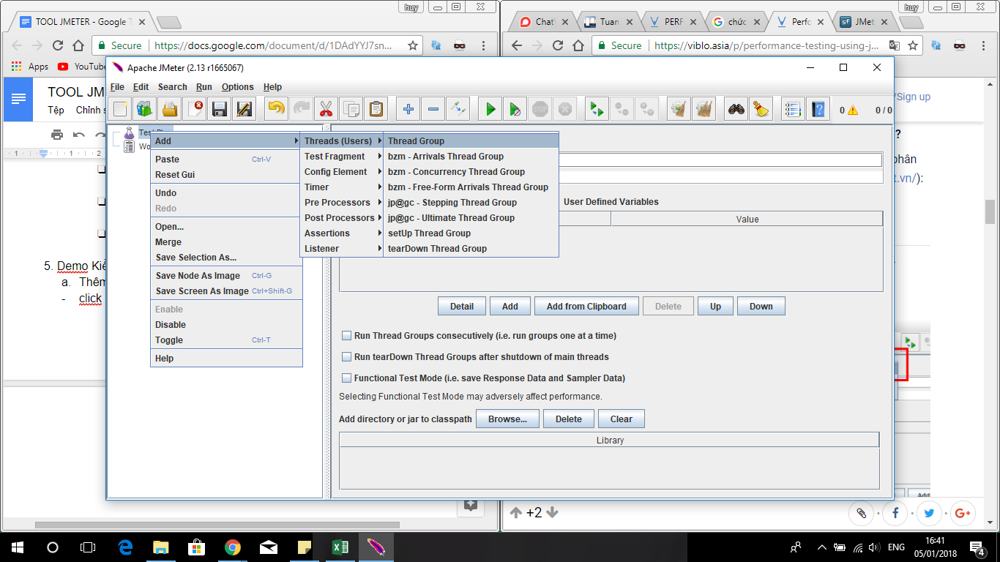 huy
huy
TOOL JMETER - Google T
Chat
Tuan
PERF
chức
Perfo
JMet
Secure
https://docs.google.com/document/d/1DAdYYJ7sn...
Secure
https://viblo.asia/p/performance-testing-using-j...
Apps
YouTube
Apache JMeter (2.13 r1665067)
TOOL JM
/Sign up
File Edit Search Run Options Help
Tệp Chỉnh s
0 0 / 0
1 1 2
Test Pl
Wo
Add
Paste Ctrl-V
Reset Gui
Undo
Redo
Open...
Merge
Save Selection As...
Save Node As Image Ctrl-G
Save Screen As Image Ctrl+Shift-G
Enable
Disable
Toggle Ctrl-T
Help
Threads (Users)
Test Fragment
Config Element
Timer
Pre Processors
Post Processors
Assertions
Listener
Thread Group
bzm - Arrivals Thread Group
bzm - Concurrency Thread Group
bzm - Free-Form Arrivals Thread Group
jp@gc - Stepping Thread Group
jp@gc - Ultimate Thread Group
setUp Thread Group
tearDown Thread Group
?
phân
t.vn/):
User Defined Variables
Value
5. Demo Kiể
a. Thêm
- click
Detail Add Add from Clipboard Delete Up Down
Run Thread Groups consecutively (i.e. run groups one at a time)
Run tearDown Thread Groups after shutdown of main threads
Functional Test Mode (i.e. save Response Data and Sampler Data)
Selecting Functional Test Mode may adversely affect performance.
Add directory or jar to classpath Browse... Delete Clear
Library
Add
+2
ENG
16:41
05/01/2018
4